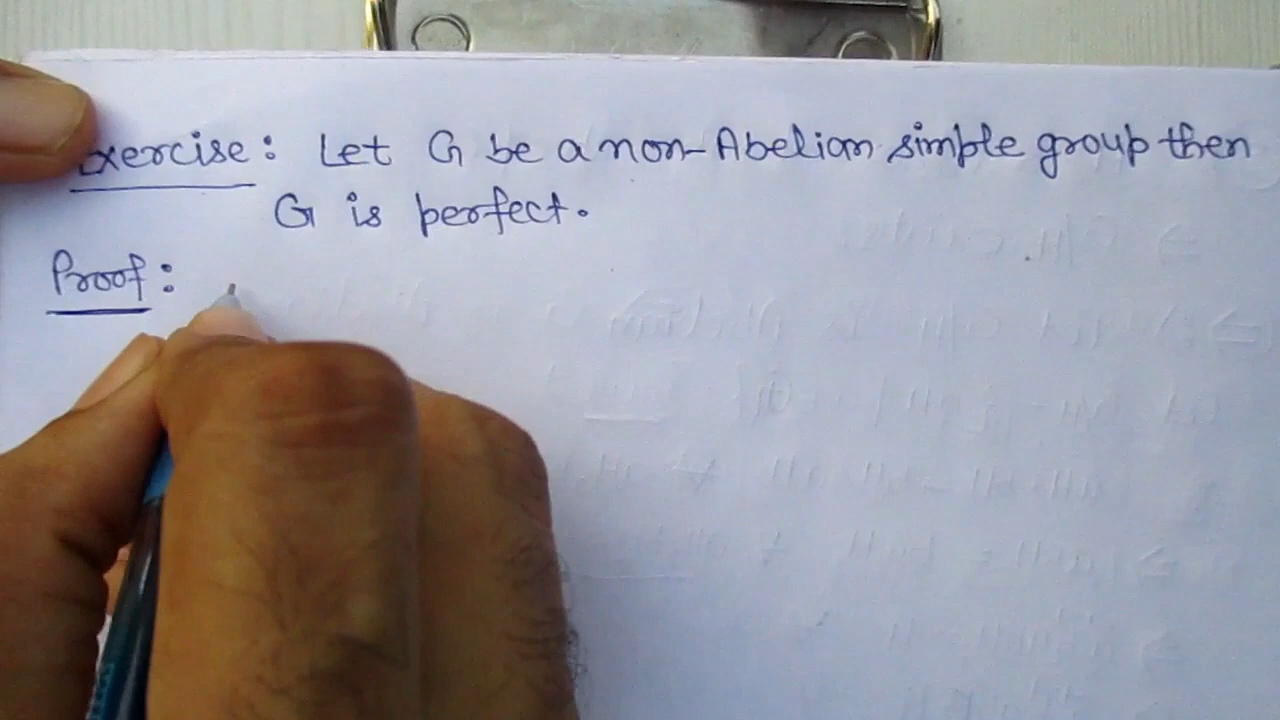 Exercise: Let G be a non-Abelian simple group then
G is perfect.
Proof: